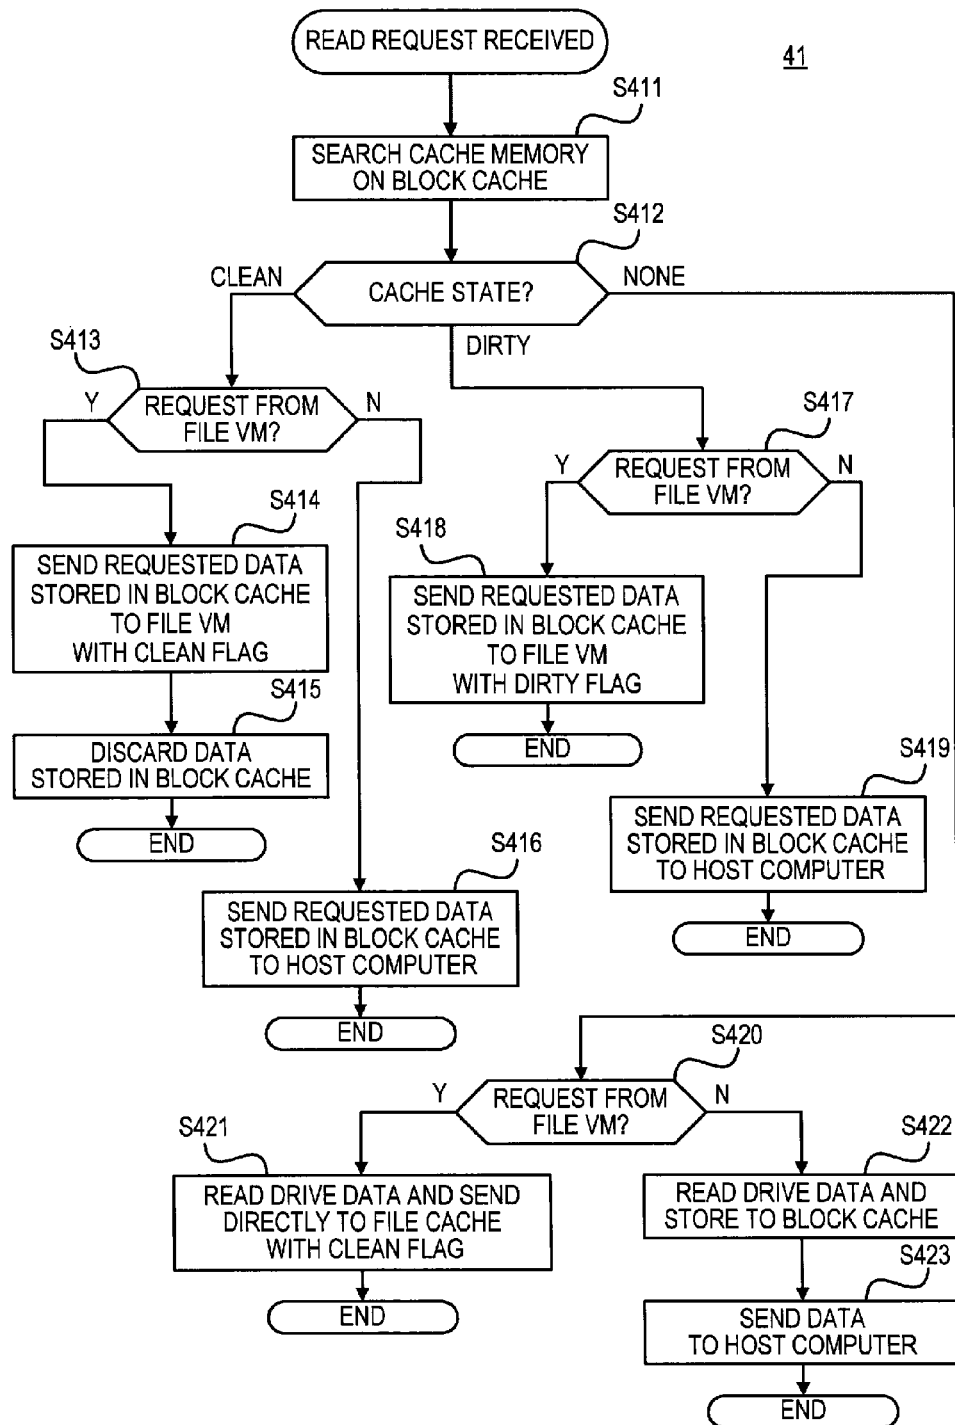 READ REQUEST RECEIVED
41
S411
SEARCH CACHE MEMORY
ON BLOCK CACHE
S412
CLEAN
CACHE STATE?
NONE
DIRTY
S413
Y
REQUEST FROM
FILE VM?
N
S417
Y
REQUEST FROM
FILE VM?
N
S414
SEND REQUESTED DATA
STORED IN BLOCK CACHE
TO FILE VM
WITH CLEAN FLAG
S418
SEND REQUESTED DATA
STORED IN BLOCK CACHE
TO FILE VM
WITH DIRTY FLAG
END
S415
DISCARD DATA
STORED IN BLOCK CACHE
END
S419
SEND REQUESTED DATA
STORED IN BLOCK CACHE
TO HOST COMPUTER
END
S416
SEND REQUESTED DATA
STORED IN BLOCK CACHE
TO HOST COMPUTER
END
S420
Y
REQUEST FROM
FILE VM?
N
S421
READ DRIVE DATA AND SEND
DIRECTLY TO FILE CACHE
WITH CLEAN FLAG
END
S422
READ DRIVE DATA AND
STORE TO BLOCK CACHE
S423
SEND DATA
TO HOST COMPUTER
END